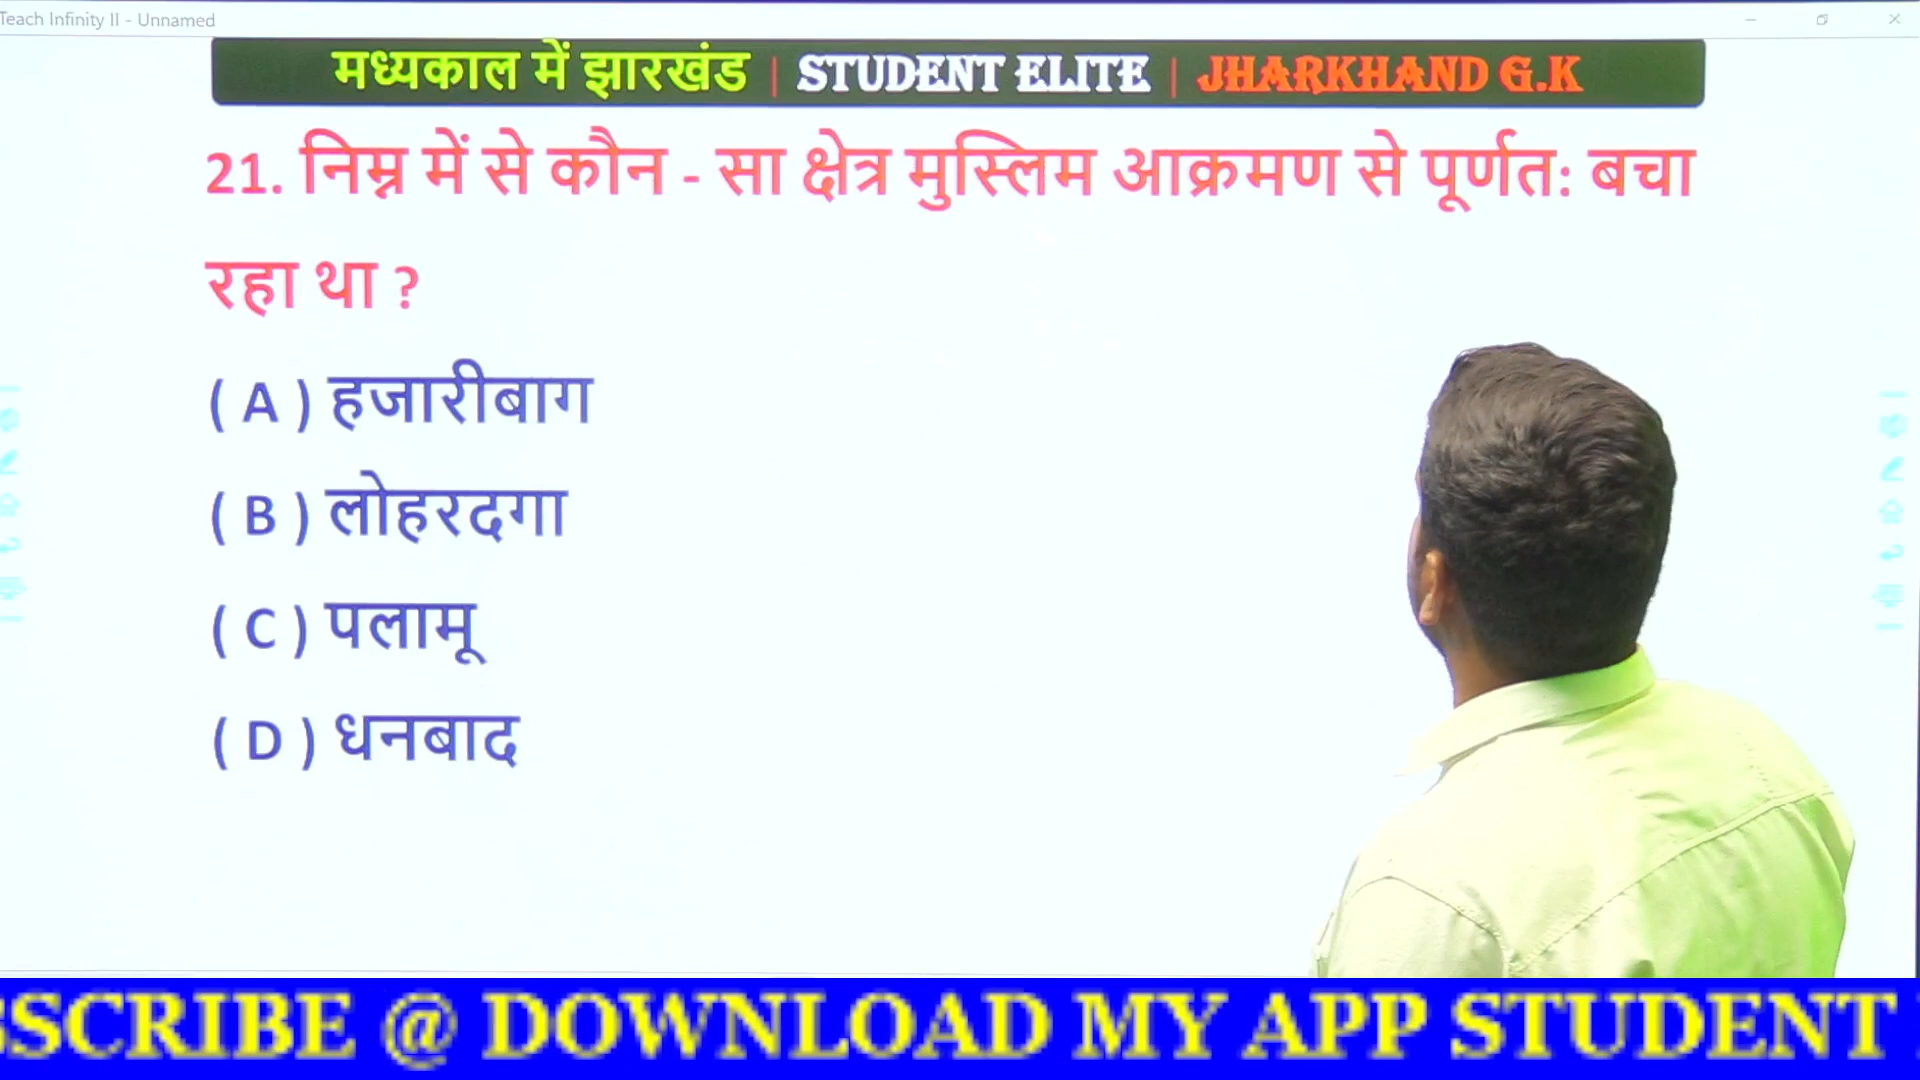 Teach Infinity II - Unnamed
मध्यकाल में झारखंड | STUDENT ELITE | JHARKHAND G.K
21. निम्न में से कौन - सा क्षेत्र मुस्लिम आक्रमण से पूर्णत: बचा
रहा था ?
( A ) हजारीबाग
( B ) लोहरदगा
( C ) पलामू
( D ) धनबाद
SCRIBE @ DOWNLOAD MY APP STUDENT